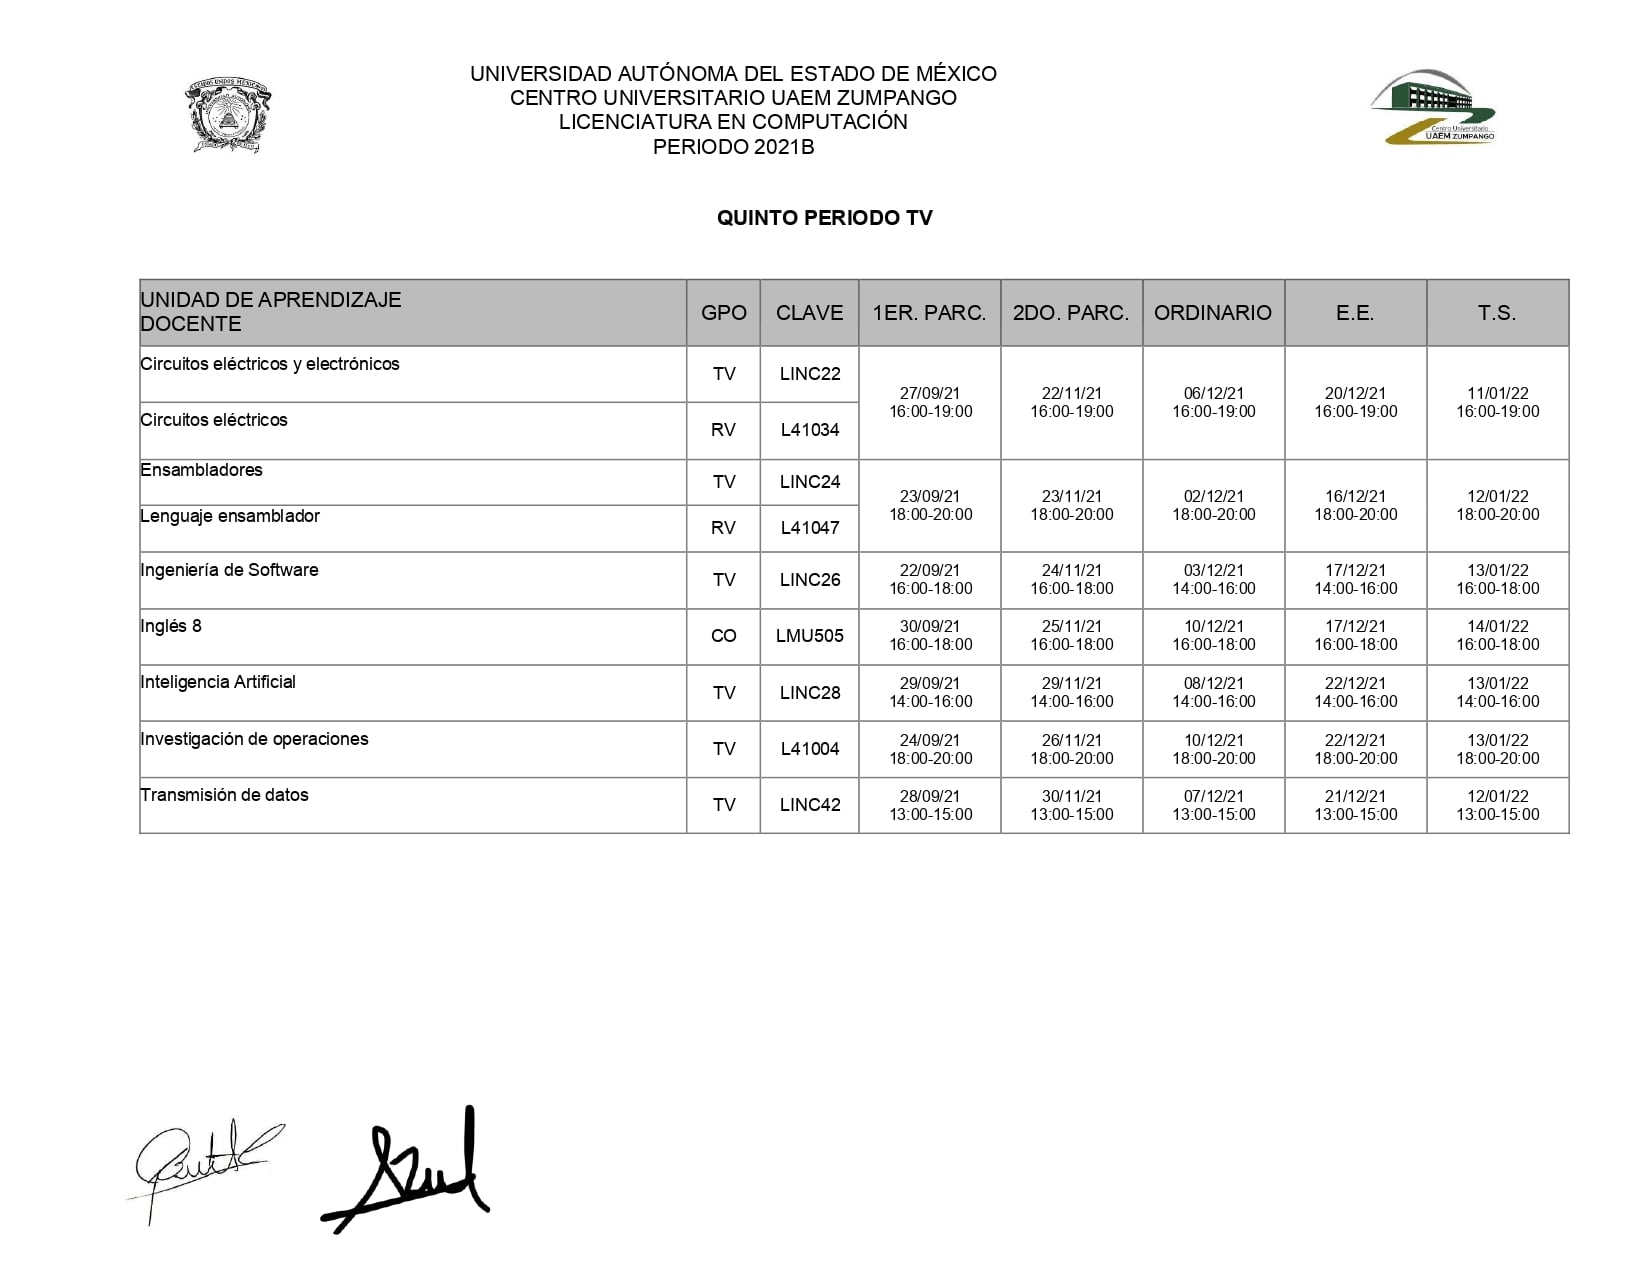 UNIVERSIDAD AUTÓNOMA DEL ESTADO DE MÉXICO
CENTRO UNIVERSITARIO UAEM ZUMPANGO
LICENCIATURA EN COMPUTACIÓN
PERIODO 2021B
Centro Universitario
UAEM ZUMPANGO
QUINTO PERIODO TV
UNIDAD DE APRENDIZAJE
DOCENTE
GPO
CLAVE
1ER. PARC.
2DO. PARC.
ORDINARIO
E.E.
T.S.
Circuitos eléctricos y electrónicos
TV
LINC22
27/09/21
16:00-19:00
22/11/21
16:00-19:00
06/12/21
16:00-19:00
20/12/21
16:00-19:00
11/01/22
16:00-19:00
Circuitos eléctricos
RV
L41034
Ensambladores
TV
LINC24
23/09/21
18:00-20:00
23/11/21
18:00-20:00
02/12/21
18:00-20:00
16/12/21
18:00-20:00
12/01/22
18:00-20:00
Lenguaje ensamblador
RV
L41047
Ingeniería de Software
TV
LINC26
22/09/21
16:00-18:00
24/11/21
16:00-18:00
03/12/21
14:00-16:00
17/12/21
14:00-16:00
13/01/22
16:00-18:00
Inglés 8
CO
LMU505
30/09/21
16:00-18:00
25/11/21
16:00-18:00
10/12/21
16:00-18:00
17/12/21
16:00-18:00
14/01/22
16:00-18:00
Inteligencia Artificial
TV
LINC28
29/09/21
14:00-16:00
29/11/21
14:00-16:00
08/12/21
14:00-16:00
22/12/21
14:00-16:00
13/01/22
14:00-16:00
Investigación de operaciones
TV
L41004
24/09/21
18:00-20:00
26/11/21
18:00-20:00
10/12/21
18:00-20:00
22/12/21
18:00-20:00
13/01/22
18:00-20:00
Transmisión de datos
TV
LINC42
28/09/21
13:00-15:00
30/11/21
13:00-15:00
07/12/21
13:00-15:00
21/12/21
13:00-15:00
12/01/22
13:00-15:00